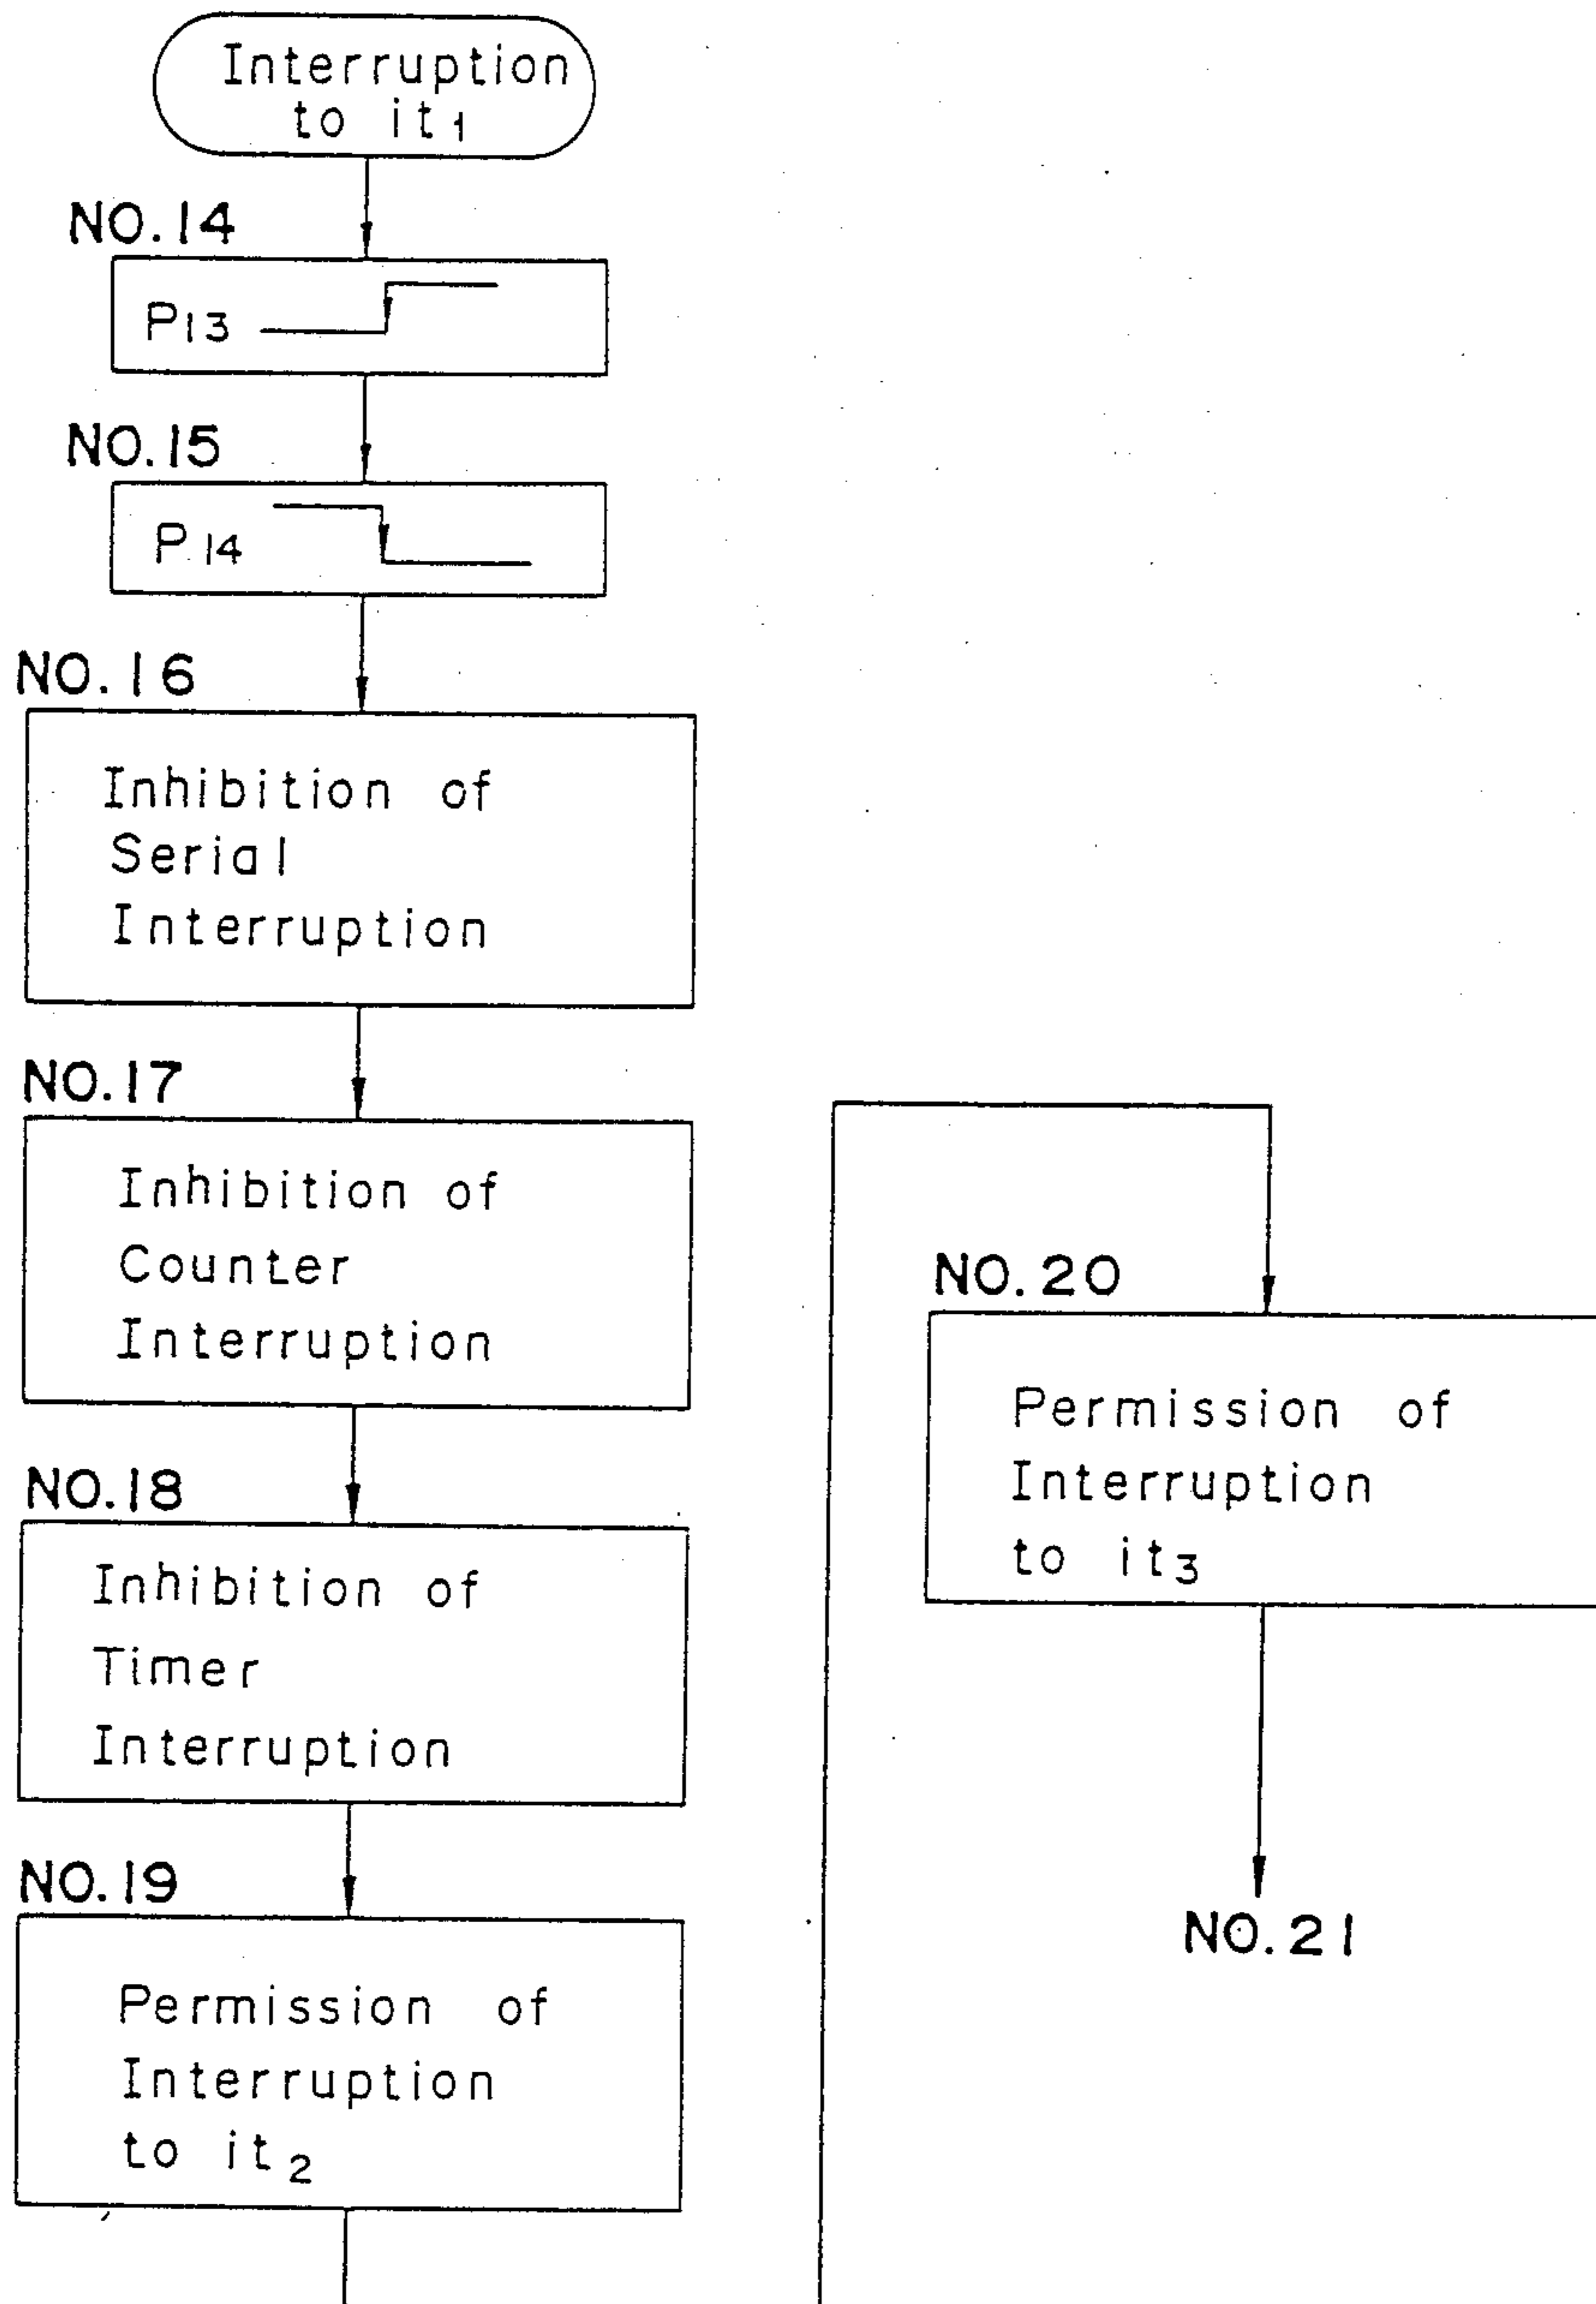 Interruption
to it₁
NO.14
P₁₃
NO.15
P₁₄
NO.16
Inhibition of
Serial
Interruption
NO.17
Inhibition of
Counter
Interruption
NO.18
Inhibition of
Timer
Interruption
NO.19
Permission of
Interruption
to it₂
NO.20
Permission of
Interruption
to it₃
NO.21